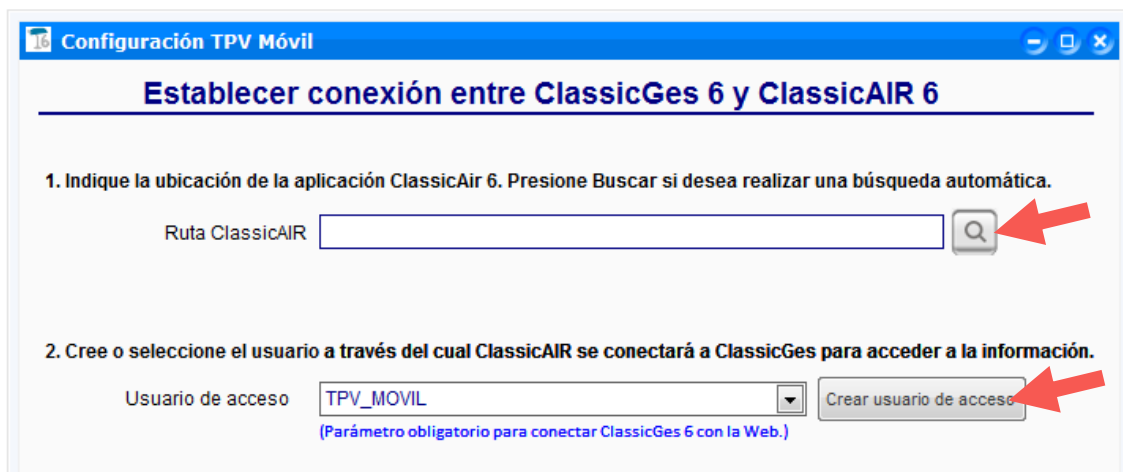 16 Configuración TPV Móvil
Establecer conexión entre ClassicGes 6 y ClassicAIR 6
1. Indique la ubicación de la aplicación ClassicAir 6. Presione Buscar si desea realizar una búsqueda automática.
Ruta ClassicAIR
2. Cree o seleccione el usuario a través del cual ClassicAIR se conectará a ClassicGes para acceder a la información.
Usuario de acceso TPV_MOVIL Crear usuario de acceso
(Parámetro obligatorio para conectar ClassicGes 6 con la Web.)